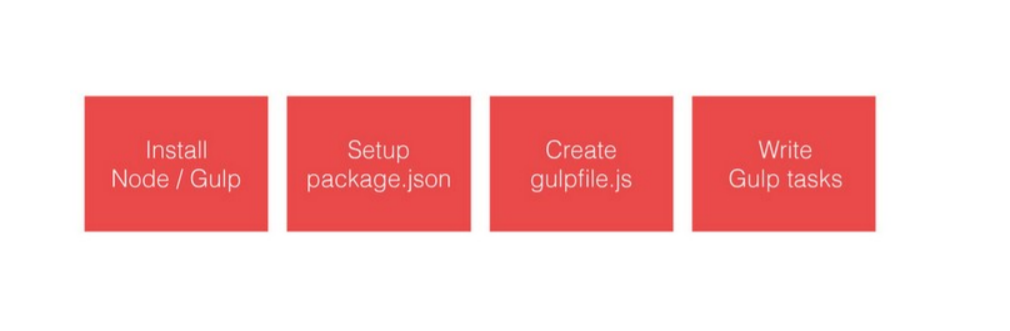 Install
Node / Gulp
Setup
package.json
Create
gulpfile.js
Write
Gulp tasks